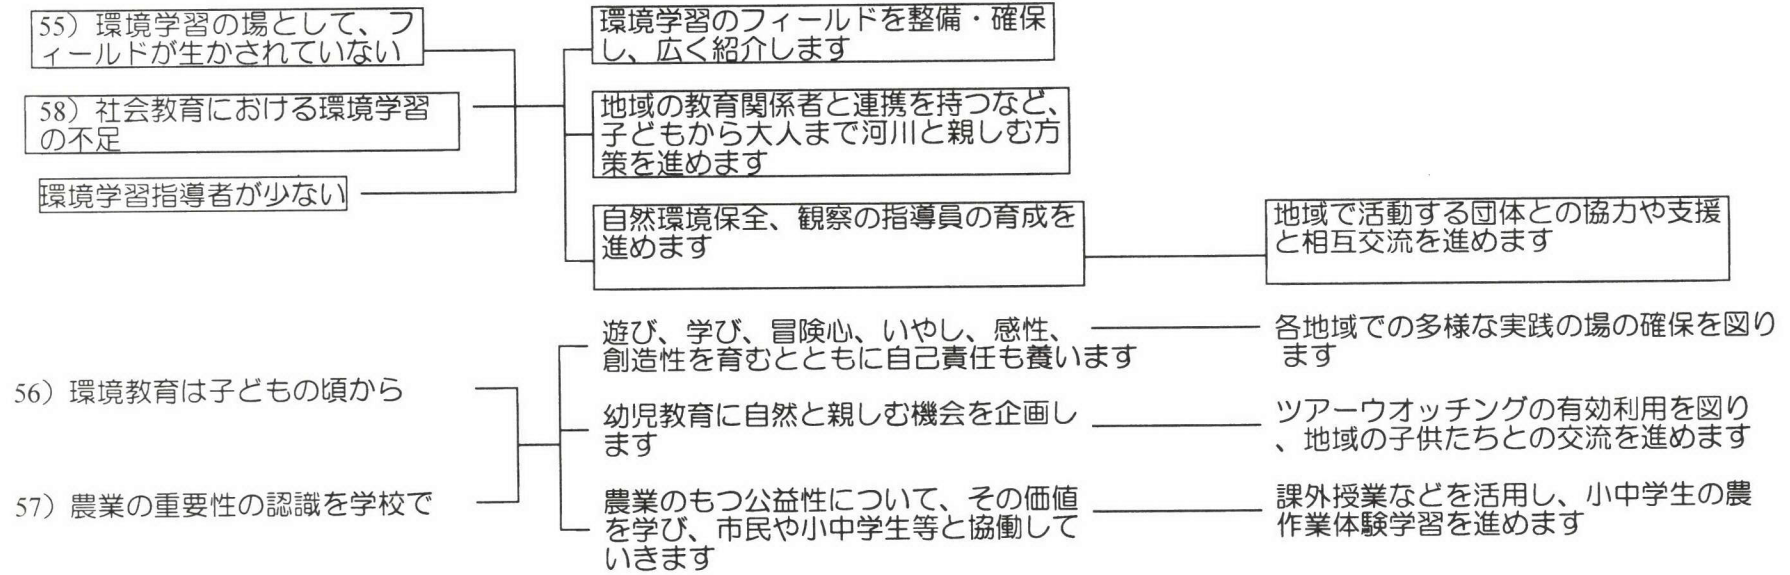 55）環境学習の場として、フ
ィールドが生かされていない
58）社会教育における環境学習
の不足
環境学習指導者が少ない
環境学習のフィールドを整備・確保
し、広く紹介します
地域の教育関係者と連携を持つなど、
子どもから大人まで河川と親しむ方
策を進めます
自然環境保全、観察の指導員の育成を
進めます
地域で活動する団体との協力や支援
と相互交流を進めます
56）環境教育は子どもの頃から
57）農業の重要性の認識を学校で
遊び、学び、冒険心、いやし、感性、
創造性を育むとともに自己責任も養います
各地域での多様な実践の場の確保を図り
ます
幼児教育に自然と親しむ機会を企画し
ます
ツアーウオッチングの有効利用を図り
、地域の子供たちとの交流を進めます
農業のもつ公益性について、その価値
を学び、市民や小中学生等と協働して
いきます
課外授業などを活用し、小中学生の農
作業体験学習を進めます